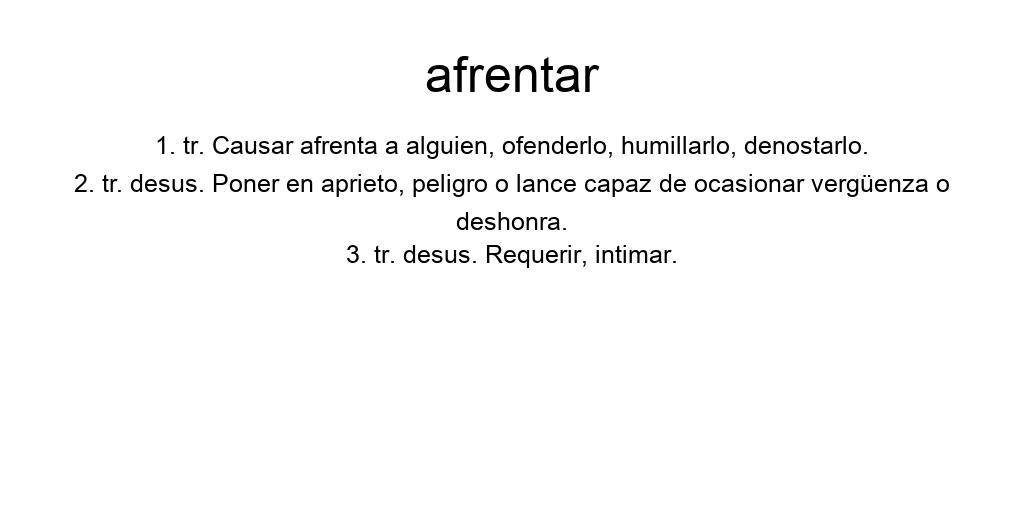 afrentar
1. tr. Causar afrenta a alguien, ofenderlo, humillarlo, denostarlo.
2. tr. desus. Poner en aprieto, peligro o lance capaz de ocasionar vergüenza o
deshonra.
3. tr. desus. Requerir, intimar.